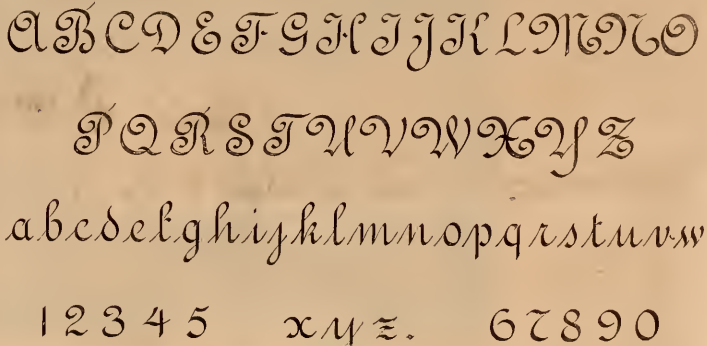 ABCDEFGHIJKLMNO
PQRSTUVWXYZ
abcdefghijklmnopqrstuvw
12345 xyz. 67890